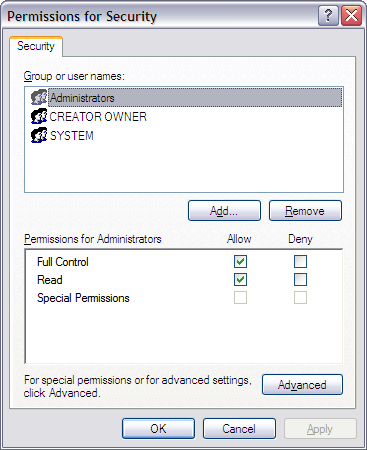 Permissions for Security
Security
Group or user names:
Administrators
CREATOR OWNER
SYSTEM
Add... Remove
Permissions for Administrators Allow Deny
Full Control
Read
Special Permissions
For special permissions or for advanced settings,
click Advanced.
Advanced
OK Cancel Apply